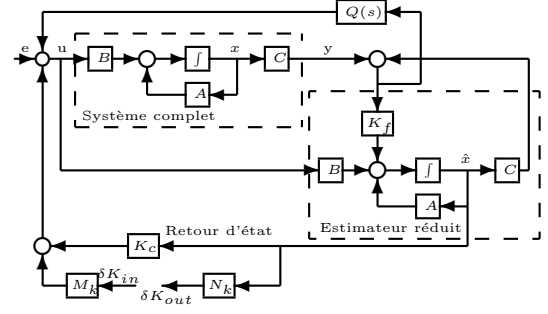 Q(s)
e u B ∫ x C y
A
Système complet
K_f
B ∫ x̂ C
A
Estimateur réduit
Retour d'état
K_c
M_k δK_in δK_out N_k